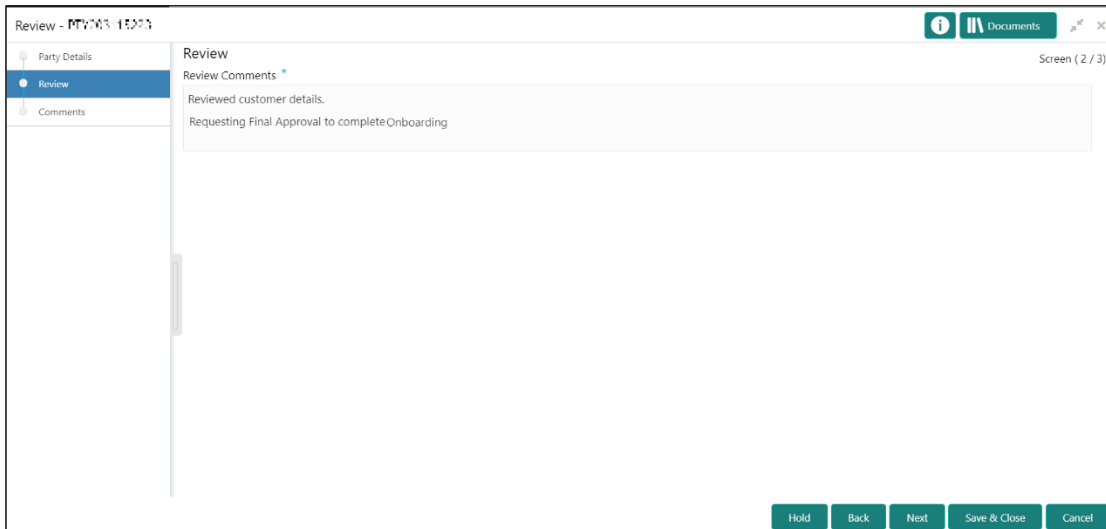 Review -
Documents
Party Details
Review
Comments
Review
Screen ( 2 / 3)
Review Comments *
Reviewed customer details.
Requesting Final Approval to complete Onboarding
Hold
Back
Next
Save & Close
Cancel